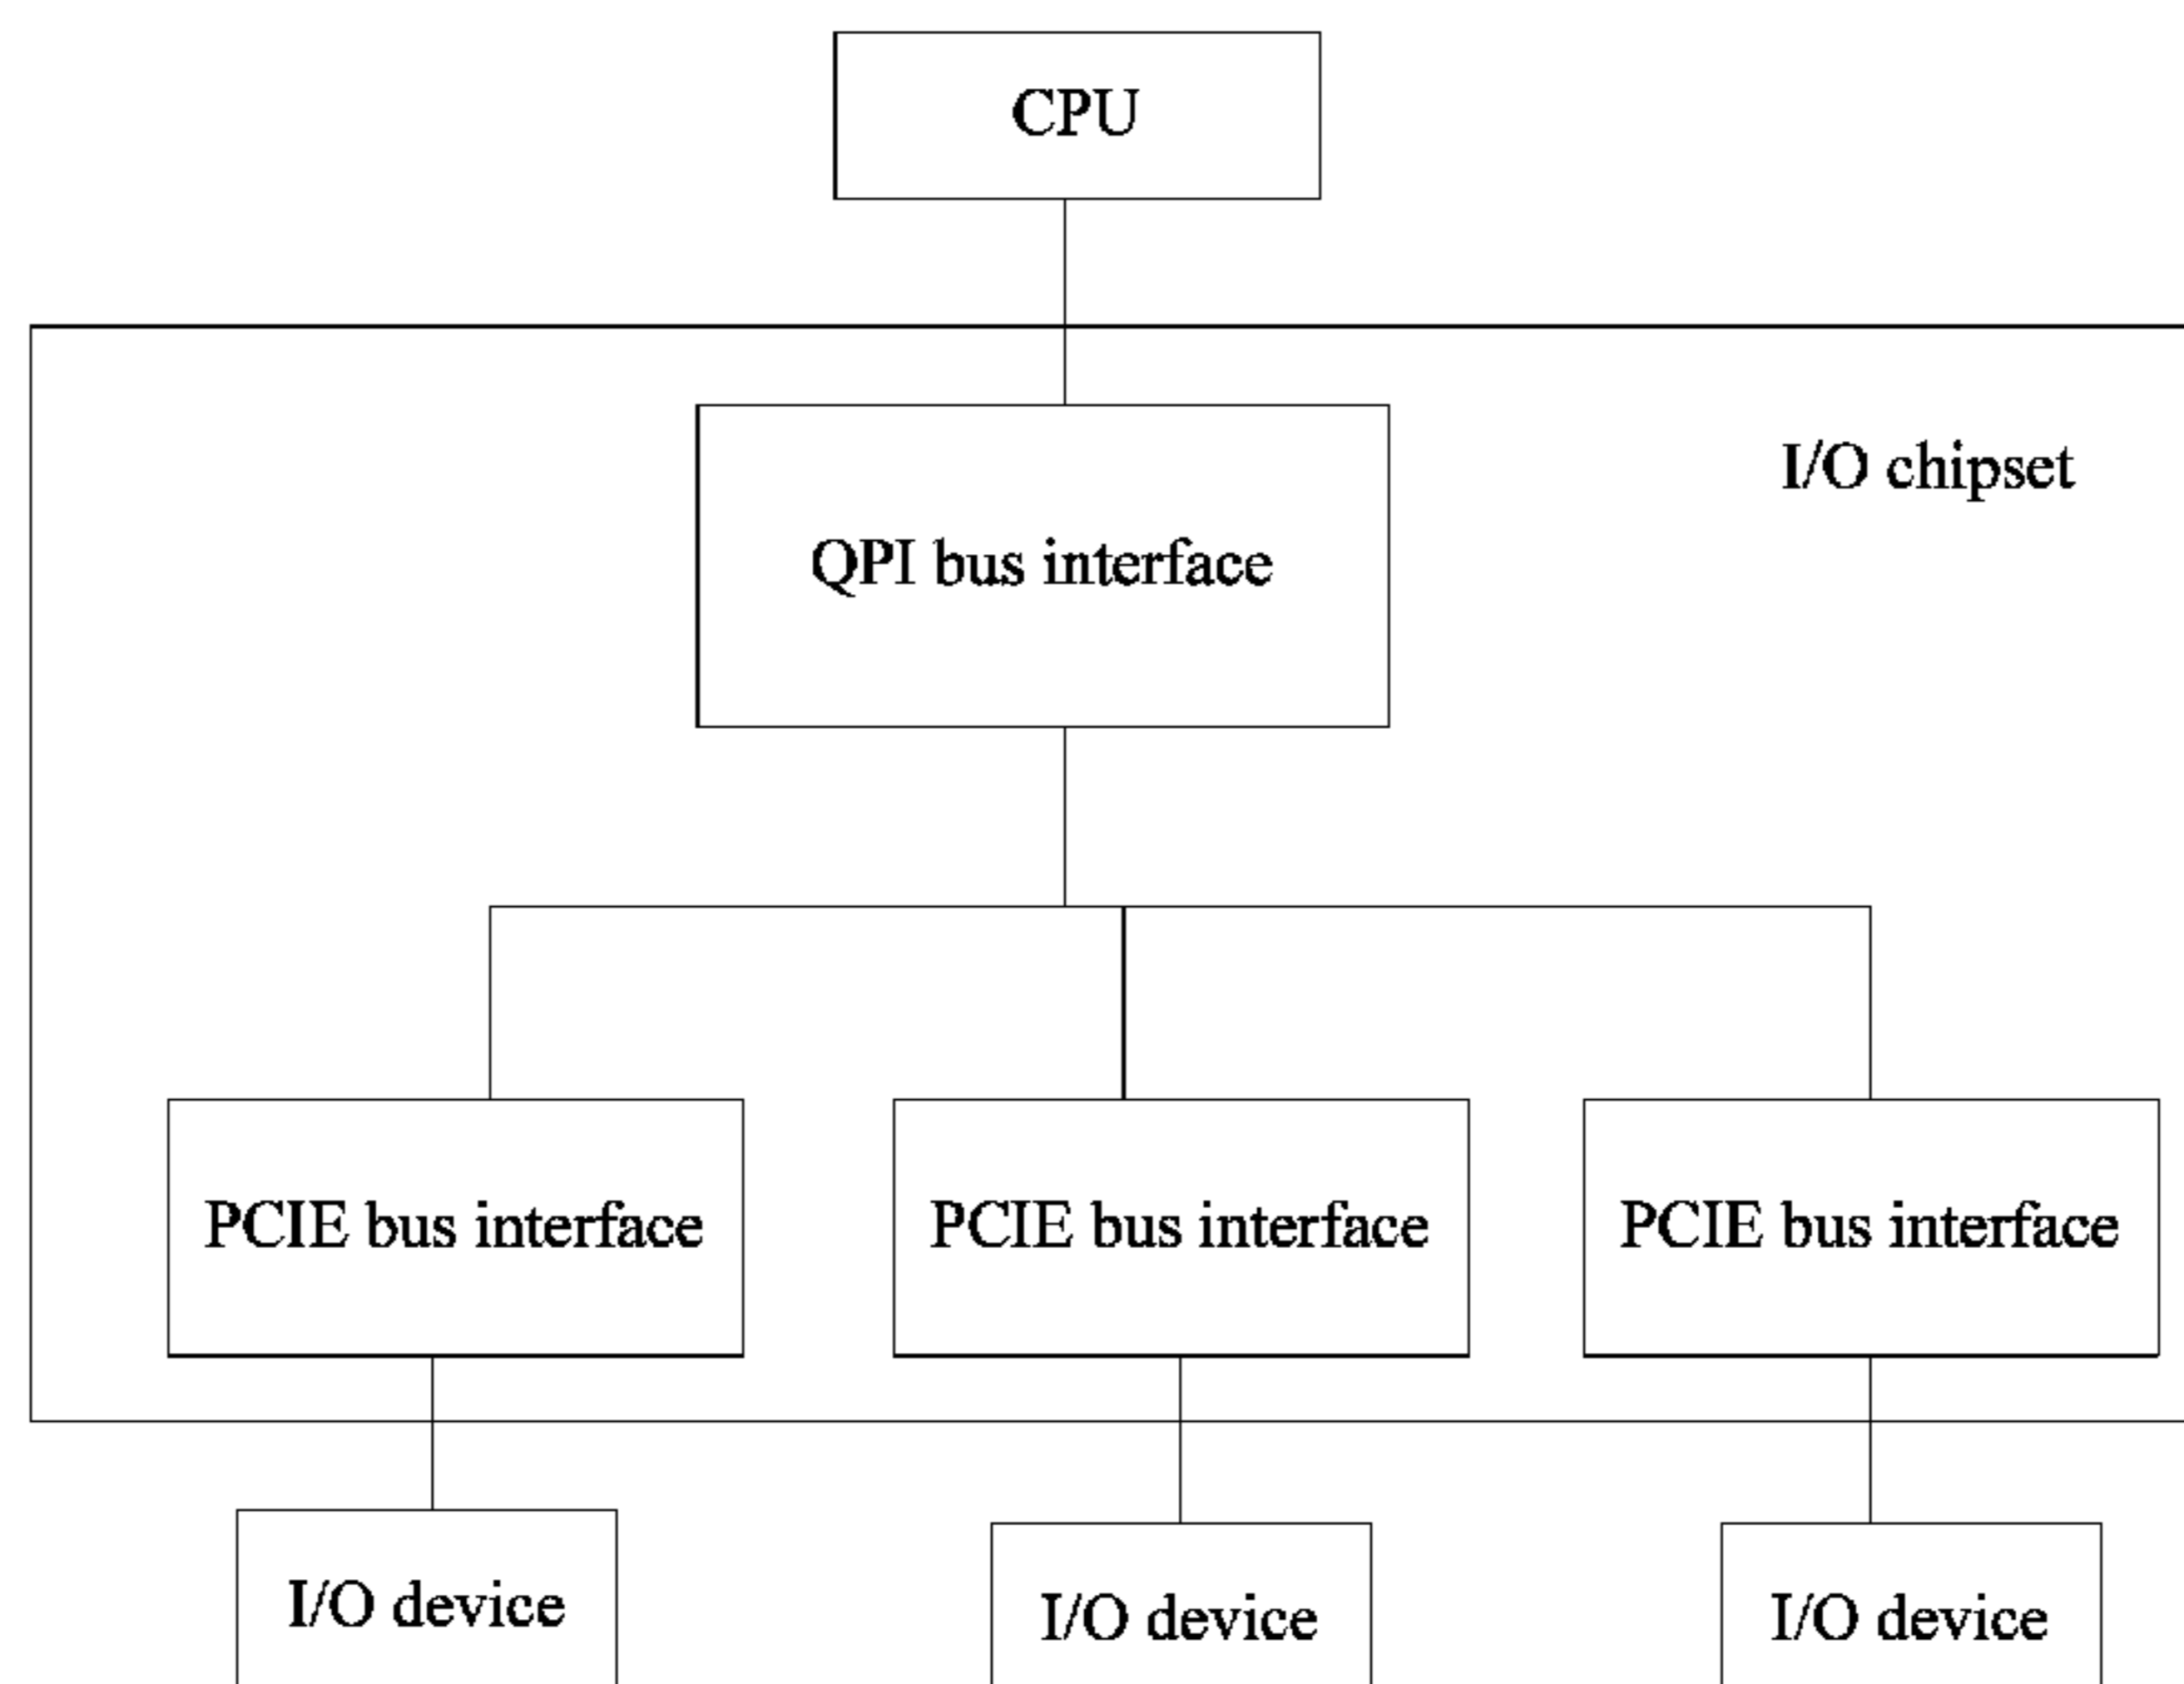 CPU
I/O chipset
QPI bus interface
PCIE bus interface
PCIE bus interface
PCIE bus interface
I/O device
I/O device
I/O device